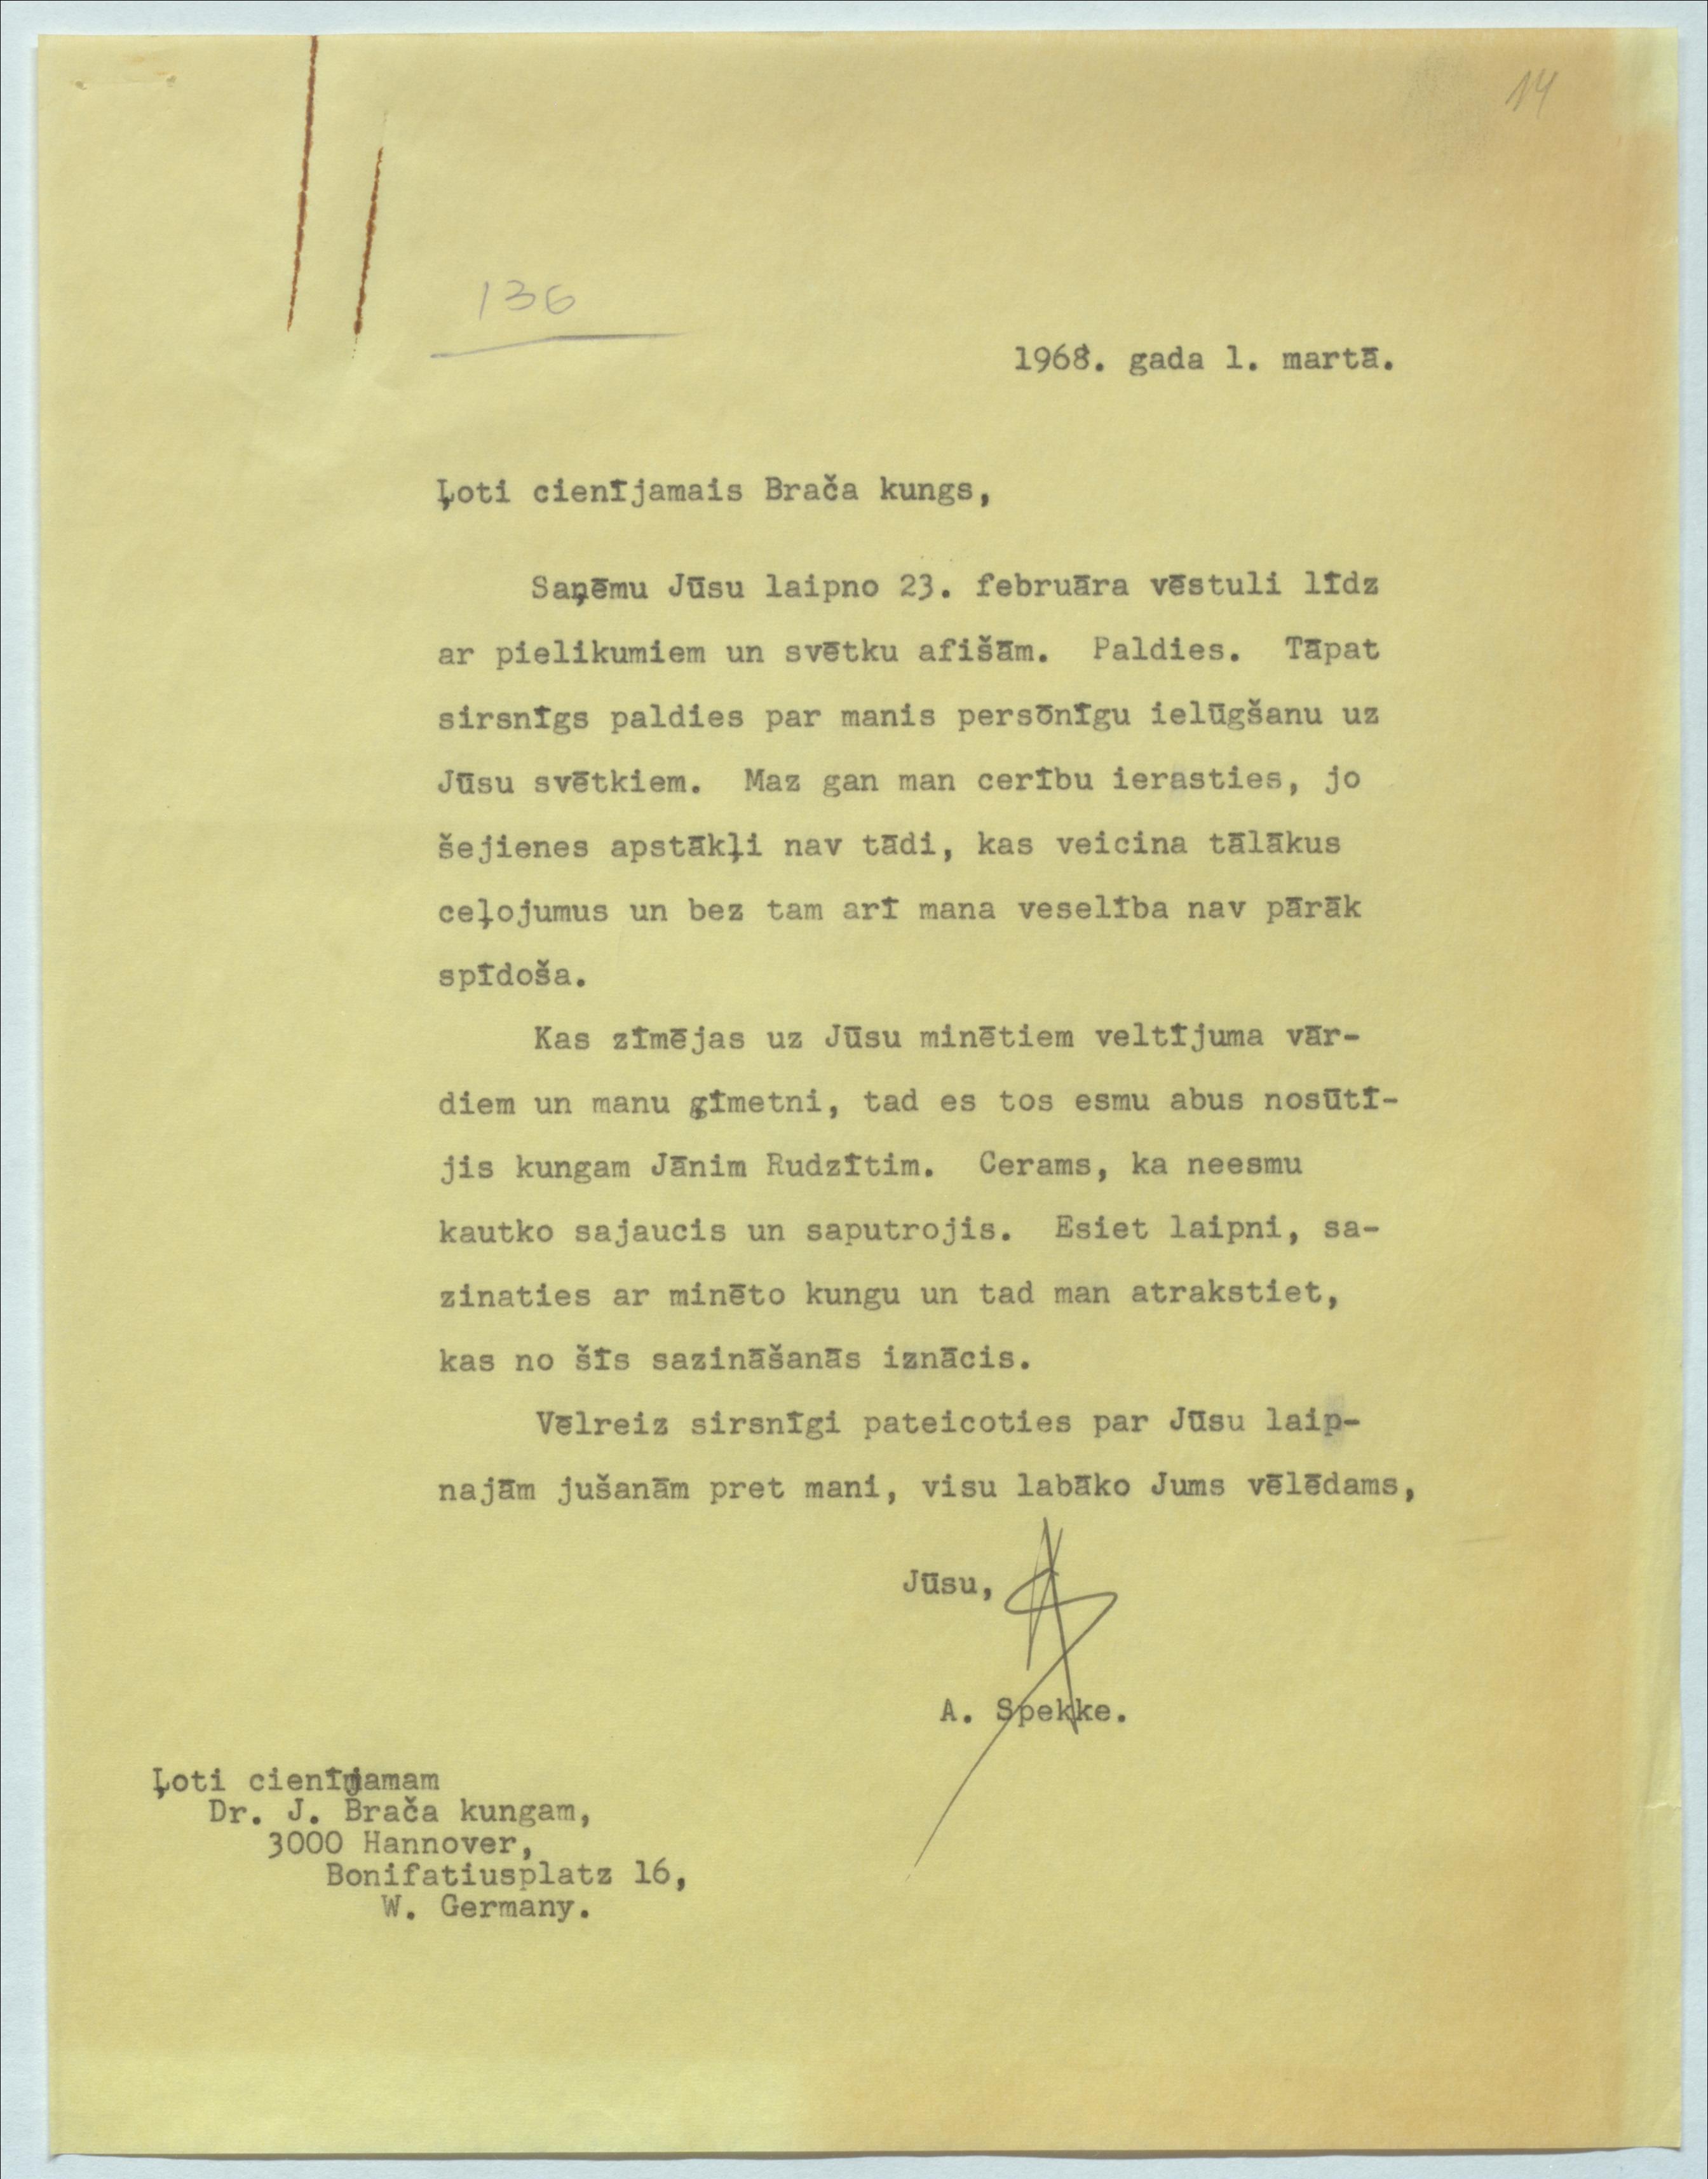 14
136
1968. gada 1. martā.
Ļoti cienījamais Brača kungs,
Saņēmu Jūsu laipno 23. februāra vēstuli līdz
ar pielikumiem un svētku afišām. Paldies. Tāpat
sirsnīgs paldies par manis persōnīgu ielūgšanu uz
Jūsu svētkiem. Maz gan man cerību ierasties, jo
šejienes apstākļi nav tādi, kas veicina tālākus
ceļojumus un bez tam arī mana veselība nav pārāk
spīdoša.
Kas zīmējas uz Jūsu minētiem veltījuma vār-
diem un manu ģīmetni, tad es tos esmu abus nosūtī-
jis kungam Jānim Rudzītim. Cerams, ka neesmu
kautko sajaucis un saputrojis. Esiet laipni, sa-
zinaties ar minēto kungu un tad man atrakstiet,
kas no šīs sazināšanās iznācis.
Vēlreiz sirsnīgi pateicoties par Jūsu laip-
najām jušanām pret mani, visu labāko Jums vēlēdams,
Jūsu,
A. Spekke.
Ļoti cienījamam
Dr. J. Brača kungam,
3000 Hannover,
Bonifatiusplatz 16,
W. Germany.